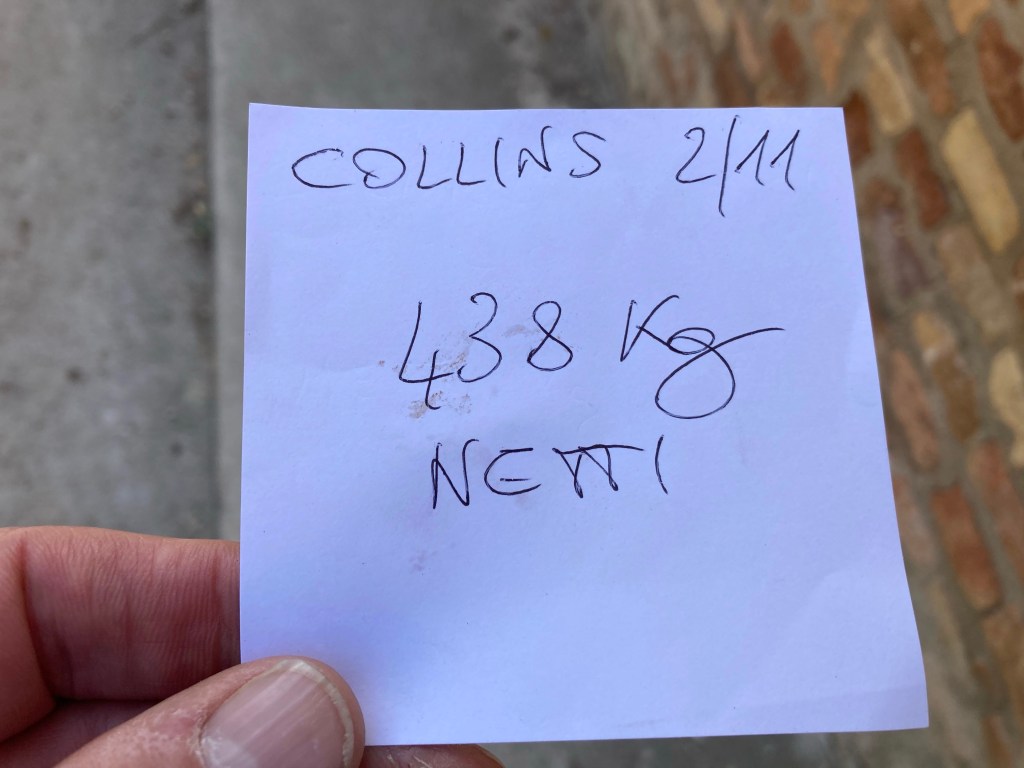 COLLINS 2/11
438 Kg
NETTI